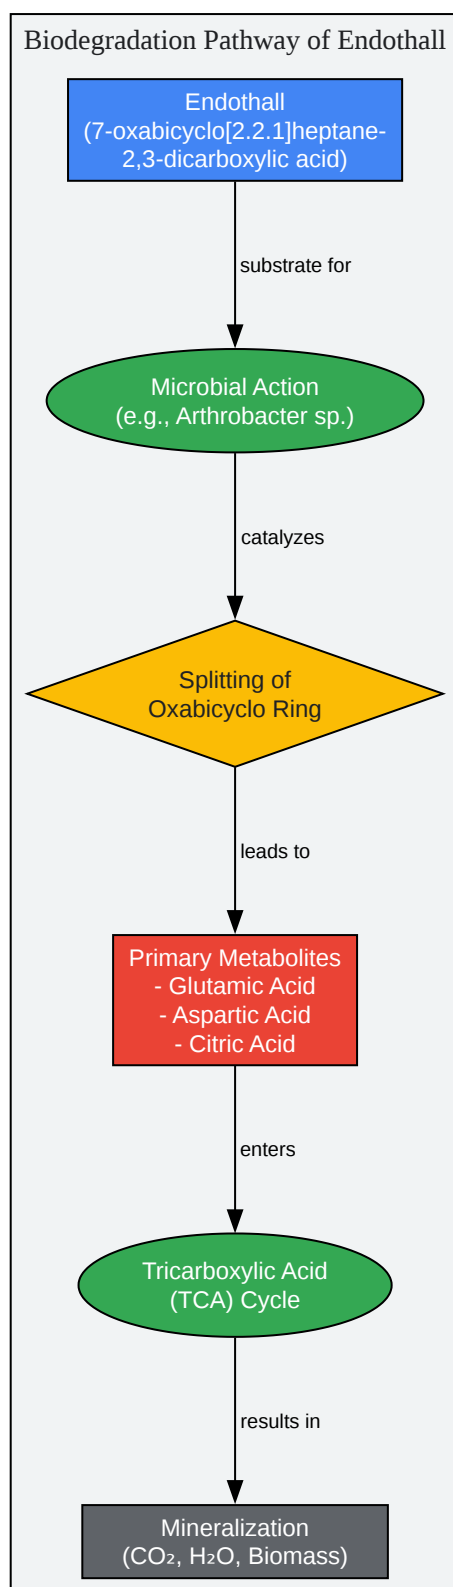 Biodegradation Pathway of Endothall
Endothall
(7-oxabicyclo[2.2.1]heptane-
2,3-dicarboxylic acid)
substrate for
Microbial Action
(e.g., Arthrobacter sp.)
catalyzes
Splitting of
Oxabicyclo Ring
leads to
Primary Metabolites
- Glutamic Acid
- Aspartic Acid
- Citric Acid
enters
Tricarboxylic Acid
(TCA) Cycle
results in
Mineralization
(CO₂, H₂O, Biomass)